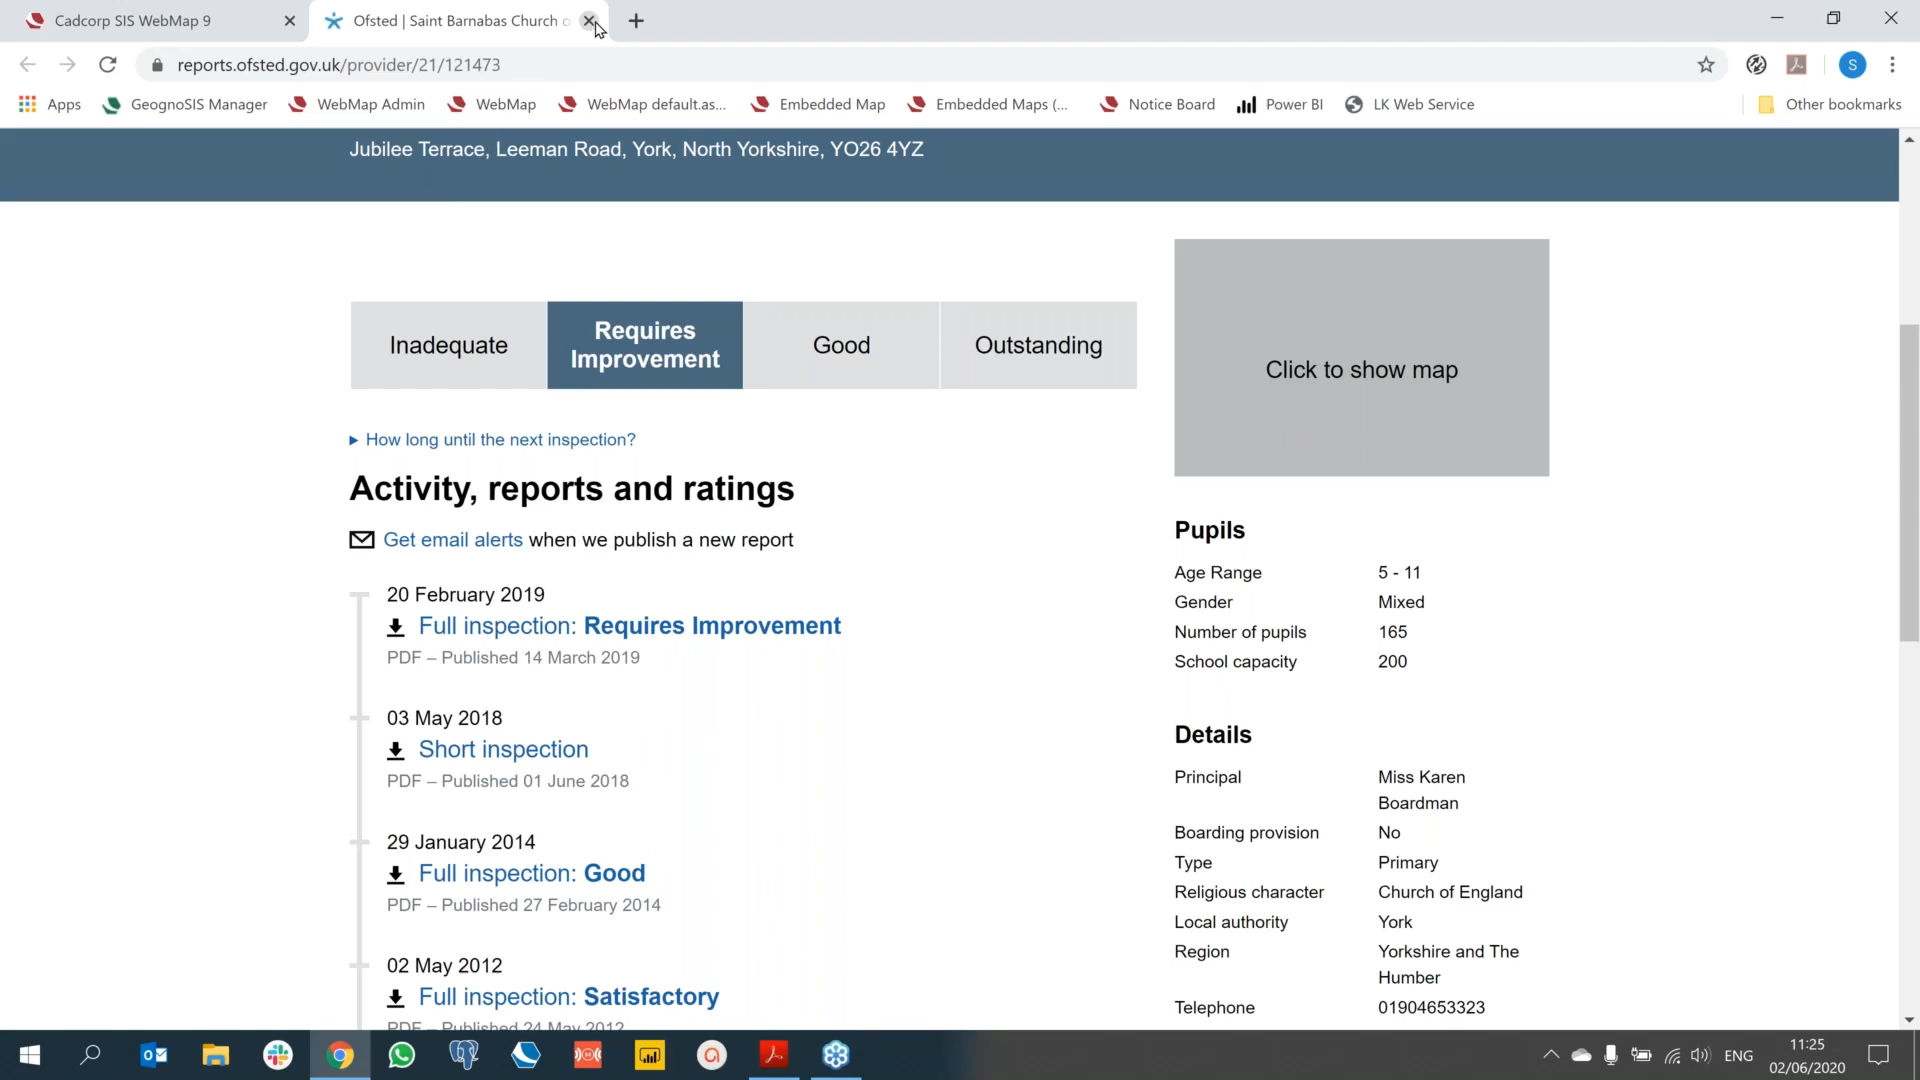 Cadcorp SIS WebMap 9
Ofsted | Saint Barnabas Church o
reports.ofsted.gov.uk/provider/21/121473
S
Apps
GeognoSIS Manager
WebMap Admin
WebMap
WebMap default.as...
Embedded Map
Embedded Maps (...
Notice Board
Power BI
LK Web Service
Other bookmarks
Jubilee Terrace, Leeman Road, York, North Yorkshire, YO26 4YZ
Inadequate
Requires
Improvement
Good
Outstanding
Click to show map
How long until the next inspection?
Activity, reports and ratings
Get email alerts when we publish a new report
20 February 2019
Full inspection: Requires Improvement
PDF – Published 14 March 2019
03 May 2018
Short inspection
PDF – Published 01 June 2018
29 January 2014
Full inspection: Good
PDF – Published 27 February 2014
02 May 2012
Full inspection: Satisfactory
PDF – Published 24 May 2012
Pupils
Age Range 5 - 11
Gender Mixed
Number of pupils 165
School capacity 200
Details
Principal Miss Karen
Boardman
Boarding provision No
Type Primary
Religious character Church of England
Local authority York
Region Yorkshire and The
Humber
Telephone 01904653323
ENG
11:25
02/06/2020